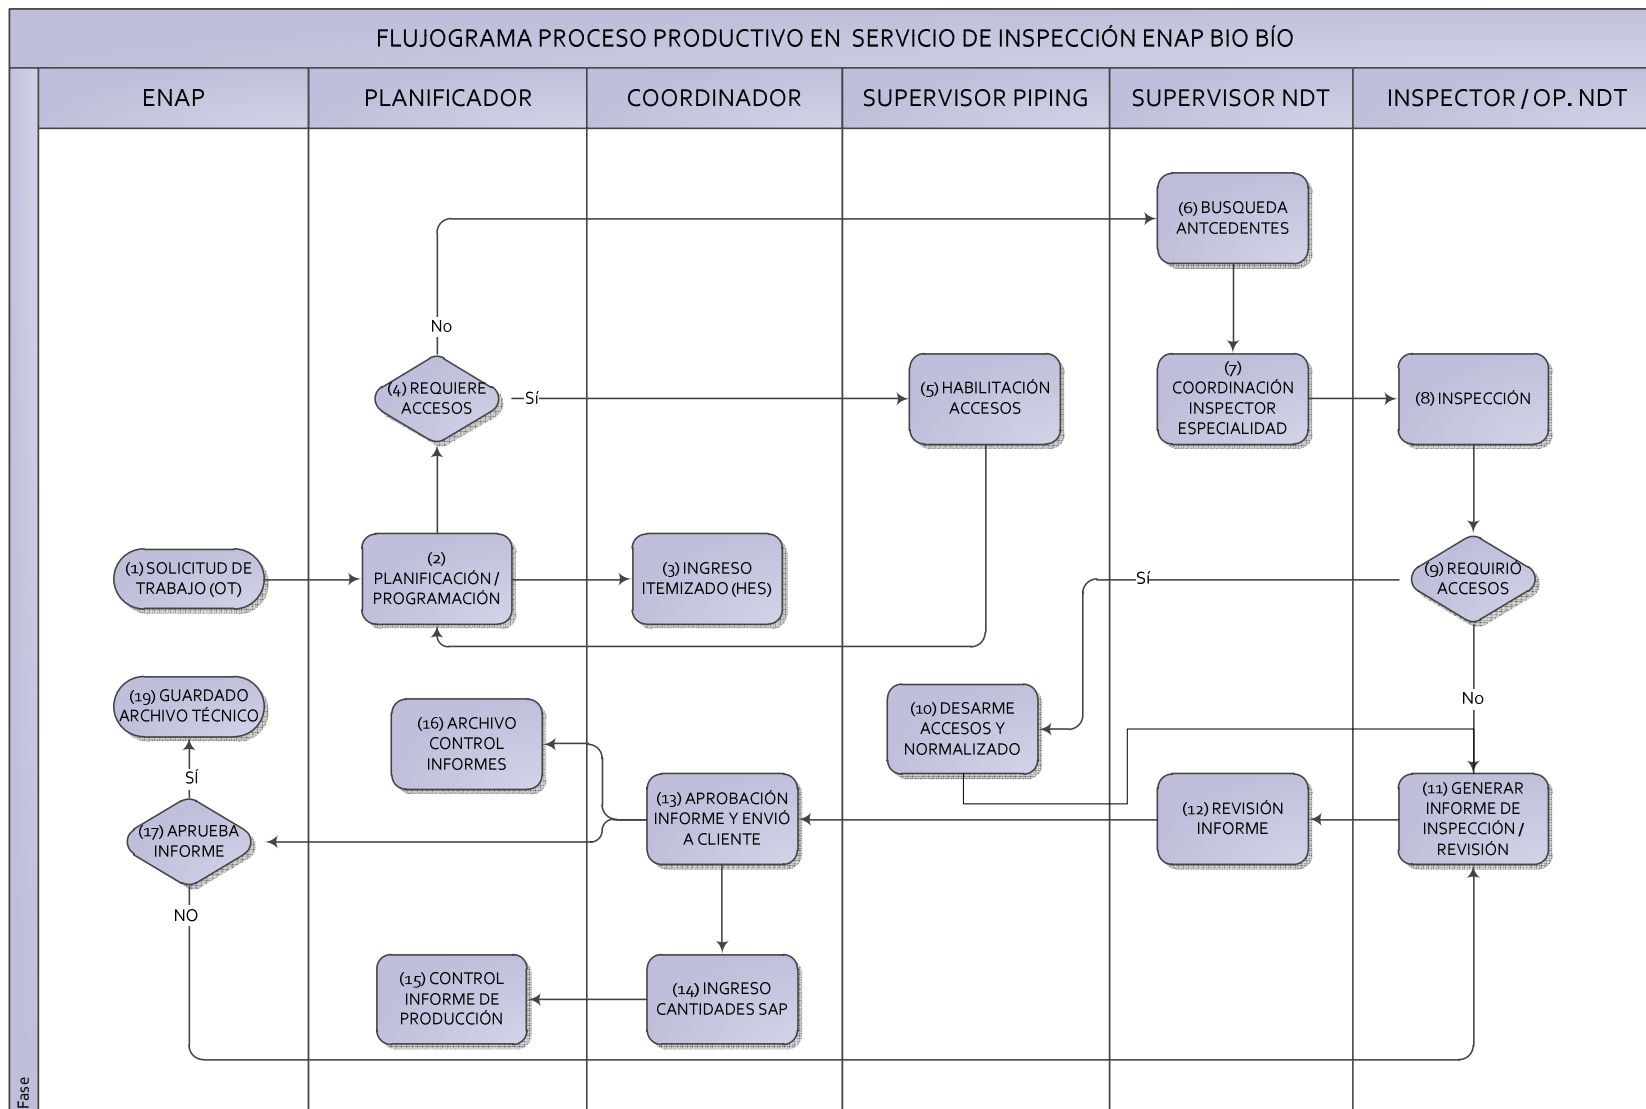 FLUJOGRAMA PROCESO PRODUCTIVO EN SERVICIO DE INSPECCIÓN ENAP BIO BÍO
ENAP
PLANIFICADOR
COORDINADOR
SUPERVISOR PIPING
SUPERVISOR NDT
INSPECTOR / OP. NDT
(6) BUSQUEDA
ANTCEDENTES
No
(4) REQUIERE
ACCESOS
Sí
(5) HABILITACIÓN
ACCESOS
(7)
COORDINACIÓN
INSPECTOR
ESPECIALIDAD
(8) INSPECCIÓN
(1) SOLICITUD DE
TRABAJO (OT)
(2)
PLANIFICACIÓN /
PROGRAMACIÓN
(3) INGRESO
ITEMIZADO (HES)
Sí
(9) REQUIRIÓ
ACCESOS
No
(19) GUARDADO
ARCHIVO TÉCNICO
(16) ARCHIVO
CONTROL
INFORMES
(10) DESARME
ACCESOS Y
NORMALIZADO
SÍ
(17) APRUEBA
INFORME
(13) APROBACIÓN
INFORME Y ENVIÓ
A CLIENTE
(12) REVISIÓN
INFORME
(11) GENERAR
INFORME DE
INSPECCIÓN /
REVISIÓN
NO
(15) CONTROL
INFORME DE
PRODUCCIÓN
(14) INGRESO
CANTIDADES SAP
Fase